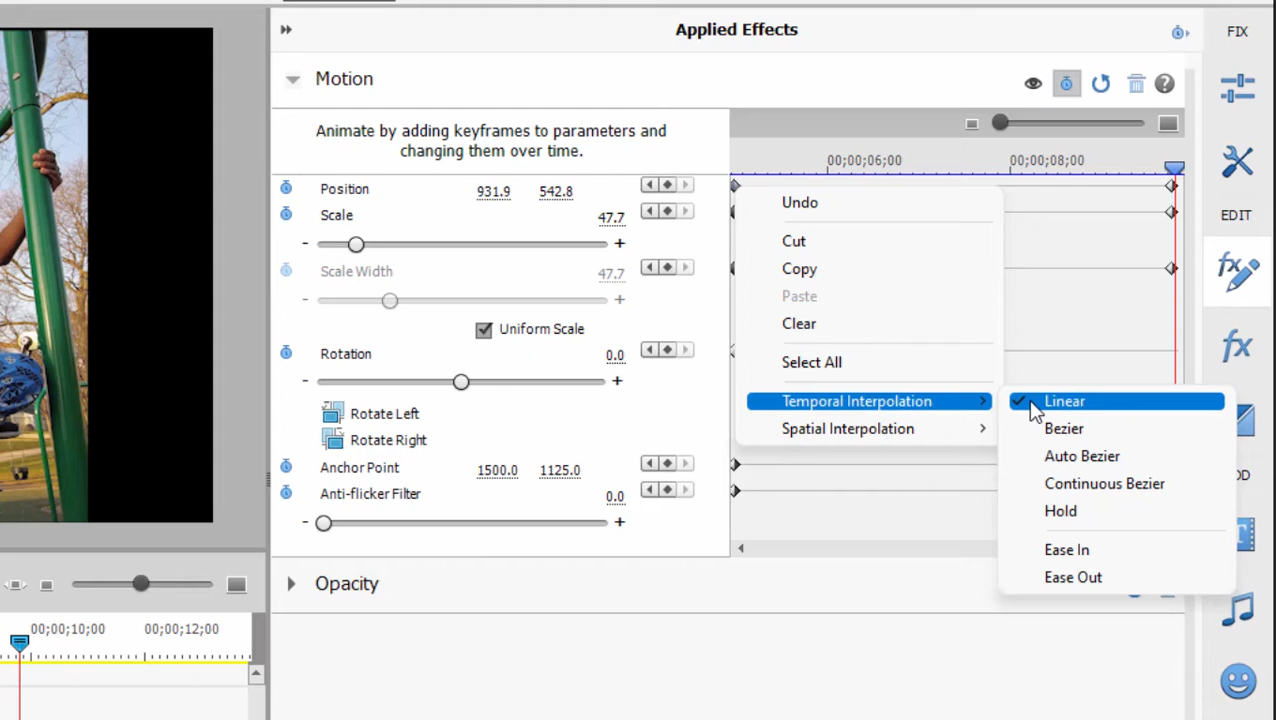 Applied Effects
FIX
Motion
Animate by adding keyframes to parameters and
changing them over time.
00;00;06;00
00;00;08;00
Position 931.9 542.8
Scale
47.7
- +
Scale Width
47.7
- +
Uniform Scale
Rotation 0.0
- +
Rotate Left
Rotate Right
Anchor Point 1500.0 1125.0
Anti-flicker Filter 0.0
- +
Opacity
Undo
Cut
Copy
Paste
Clear
Select All
Temporal Interpolation
Spatial Interpolation
Linear
Bezier
Auto Bezier
Continuous Bezier
Hold
Ease In
Ease Out
EDIT
fx
fx
DD
00;00;10;00
00;00;12;00